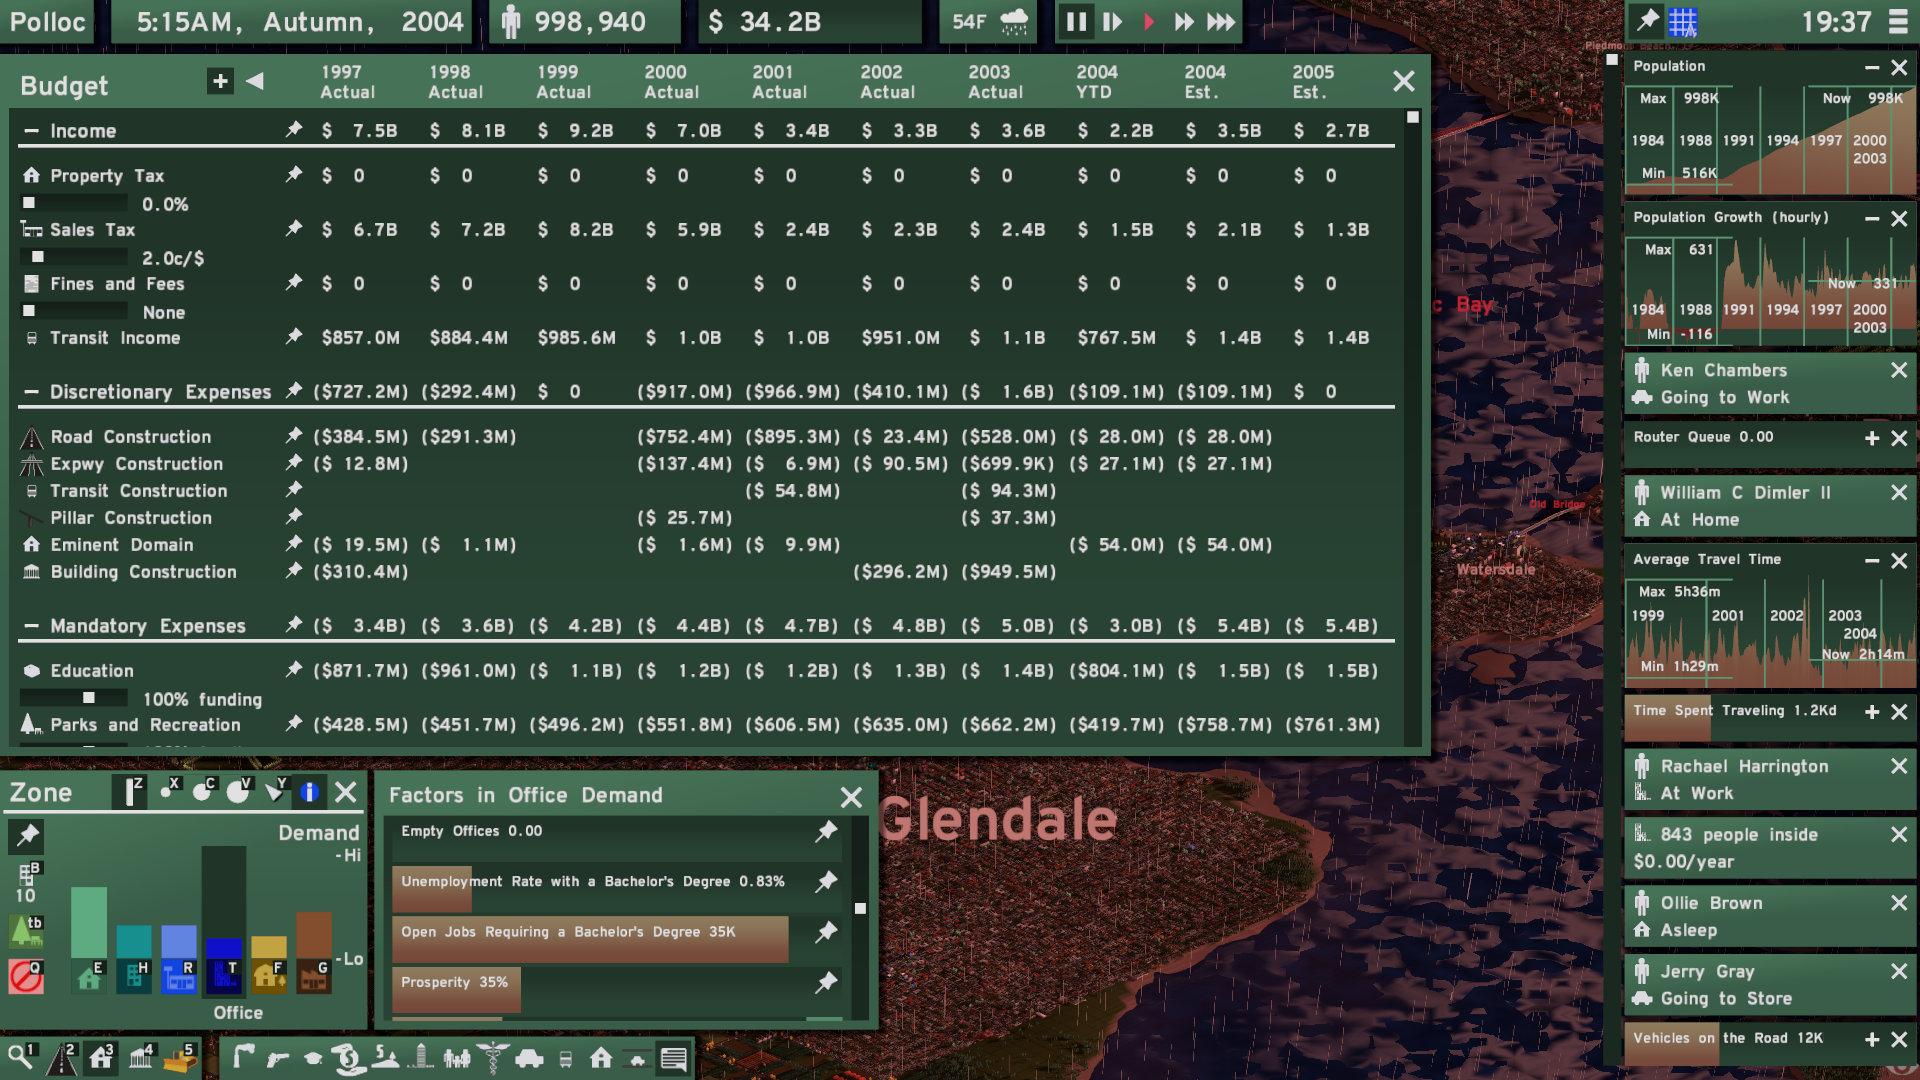 Polloc
5:15AM, Autumn, 2004
998,940
$ 34.2B
54F
19:37
Budget
1997 Actual 1998 Actual 1999 Actual 2000 Actual 2001 Actual 2002 Actual 2003 Actual 2004 YTD 2004 Est. 2005 Est.
Income $ 7.5B $ 8.1B $ 9.2B $ 7.0B $ 3.4B $ 3.3B $ 3.6B $ 2.2B $ 3.5B $ 2.7B
Property Tax $ 0 $ 0 $ 0 $ 0 $ 0 $ 0 $ 0 $ 0 $ 0 $ 0
0.0%
Sales Tax $ 6.7B $ 7.2B $ 8.2B $ 5.9B $ 2.4B $ 2.3B $ 2.4B $ 1.5B $ 2.1B $ 1.3B
2.0c/$
Fines and Fees $ 0 $ 0 $ 0 $ 0 $ 0 $ 0 $ 0 $ 0 $ 0 $ 0
None
Transit Income $857.0M $884.4M $985.6M $ 1.0B $ 1.0B $951.0M $ 1.1B $767.5M $ 1.4B $ 1.4B
Discretionary Expenses ($727.2M) ($292.4M) $ 0 ($917.0M) ($966.9M) ($410.1M) ($ 1.6B) ($109.1M) ($109.1M) $ 0
Road Construction ($384.5M) ($291.3M) ($752.4M) ($895.3M) ($ 23.4M) ($528.0M) ($ 28.0M) ($ 28.0M)
Expwy Construction ($ 12.8M) ($137.4M) ($ 6.9M) ($ 90.5M) ($699.9K) ($ 27.1M) ($ 27.1M)
Transit Construction ($ 54.8M) ($ 94.3M)
Pillar Construction ($ 25.7M) ($ 37.3M)
Eminent Domain ($ 19.5M) ($ 1.1M) ($ 1.6M) ($ 9.9M) ($ 54.0M) ($ 54.0M)
Building Construction ($310.4M) ($296.2M) ($949.5M)
Mandatory Expenses ($ 3.4B) ($ 3.6B) ($ 4.2B) ($ 4.4B) ($ 4.7B) ($ 4.8B) ($ 5.0B) ($ 3.0B) ($ 5.4B) ($ 5.4B)
Education ($871.7M) ($961.0M) ($ 1.1B) ($ 1.2B) ($ 1.2B) ($ 1.3B) ($ 1.4B) ($804.1M) ($ 1.5B) ($ 1.5B)
100% funding
Parks and Recreation ($428.5M) ($451.7M) ($496.2M) ($551.8M) ($606.5M) ($635.0M) ($662.2M) ($419.7M) ($758.7M) ($761.3M)
Zone Z X C V Y
Demand
-Hi
B
10
tb
-Lo
Q E H R T F G
Office
Factors in Office Demand
Empty Offices 0.00
Unemployment Rate with a Bachelor's Degree 0.83%
Open Jobs Requiring a Bachelor's Degree 35K
Prosperity 35%
1 2 3 4 5
Piedmont Beach
c Bay
Old Bridge
Watersdale
Glendale
Population
Max 998K Now 998K
1984 1988 1991 1994 1997 2000
2003
Min 516K
Population Growth (hourly)
Max 631
Now 331
1984 1988 1991 1994 1997 2000
2003
Min -116
Ken Chambers
Going to Work
Router Queue 0.00
William C Dimler II
At Home
Average Travel Time
Max 5h36m
1999 2001 2002 2003
2004
Now 2h14m
Min 1h29m
Time Spent Traveling 1.2Kd
Rachael Harrington
At Work
843 people inside
$0.00/year
Ollie Brown
Asleep
Jerry Gray
Going to Store
Vehicles on the Road 12K